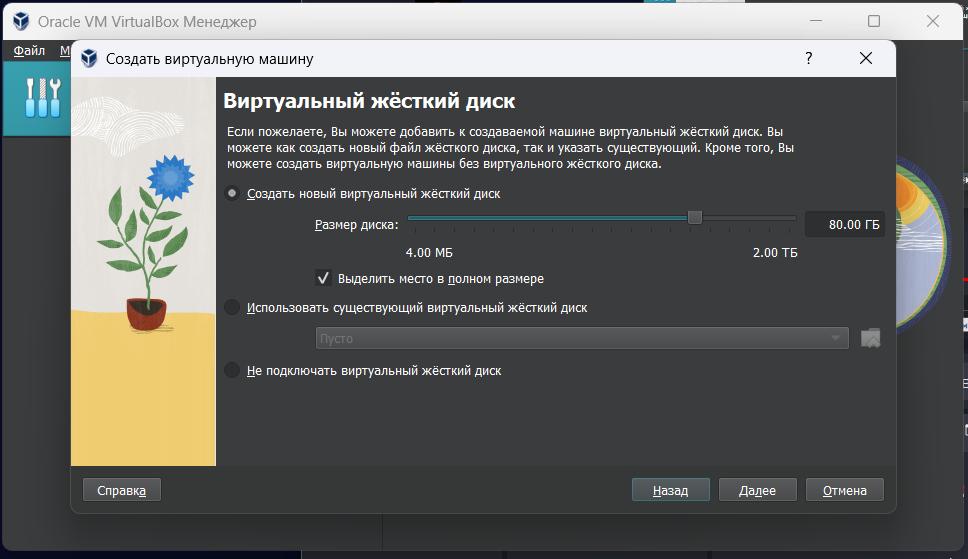 Oracle VM VirtualBox Менеджер
Файл
Создать виртуальную машину
?
Виртуальный жёсткий диск
Если пожелаете, Вы можете добавить к создаваемой машине виртуальный жёсткий диск. Вы
можете как создать новый файл жёсткого диска, так и указать существующий. Кроме того, Вы
можете создать виртуальную машины без виртуального жёсткого диска.
Создать новый виртуальный жёсткий диск
Размер диска:
80.00 ГБ
4.00 МБ
2.00 ТБ
Выделить место в полном размере
Использовать существующий виртуальный жёсткий диск
Пусто
Не подключать виртуальный жёсткий диск
Справка
Назад
Далее
Отмена